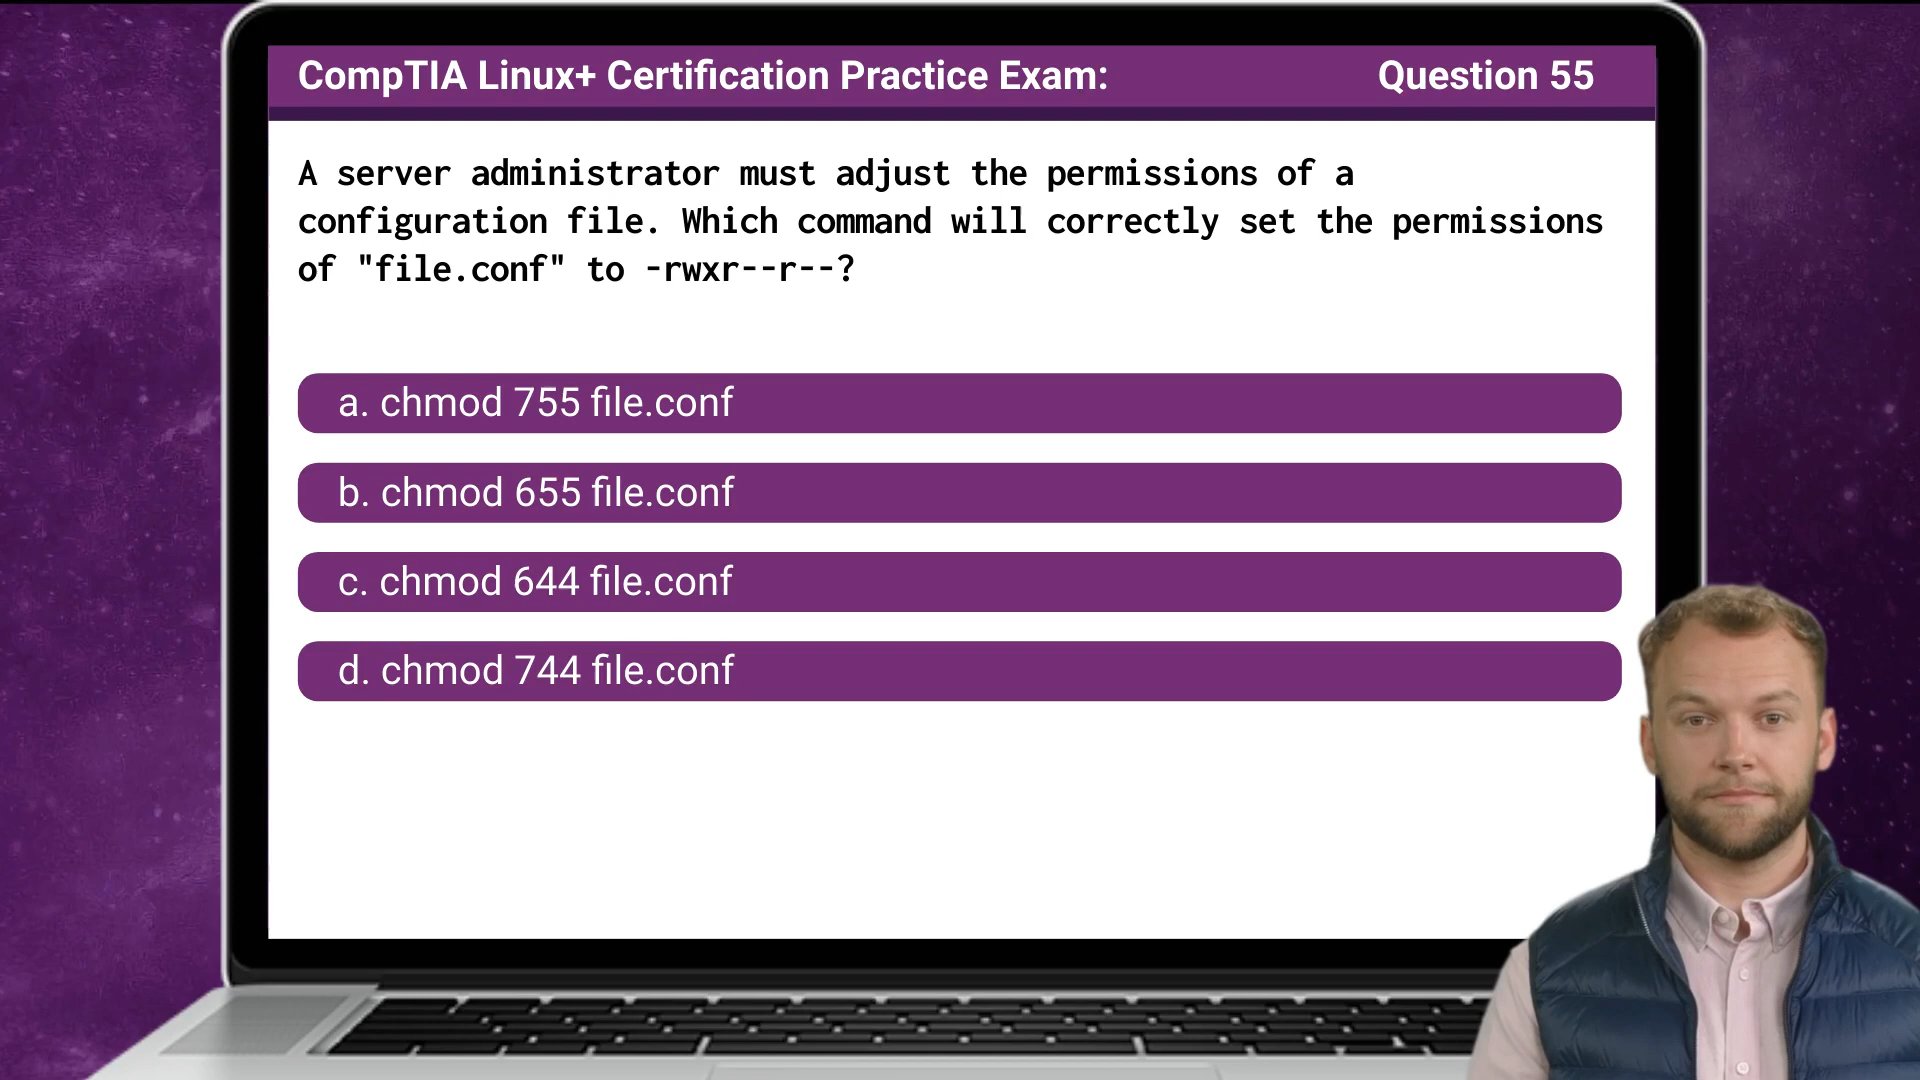 CompTIA Linux+ Certification Practice Exam:
Question 55
A server administrator must adjust the permissions of a
configuration file. Which command will correctly set the permissions
of "file.conf" to -rwxr--r--?
a. chmod 755 file.conf
b. chmod 655 file.conf
c. chmod 644 file.conf
d. chmod 744 file.conf